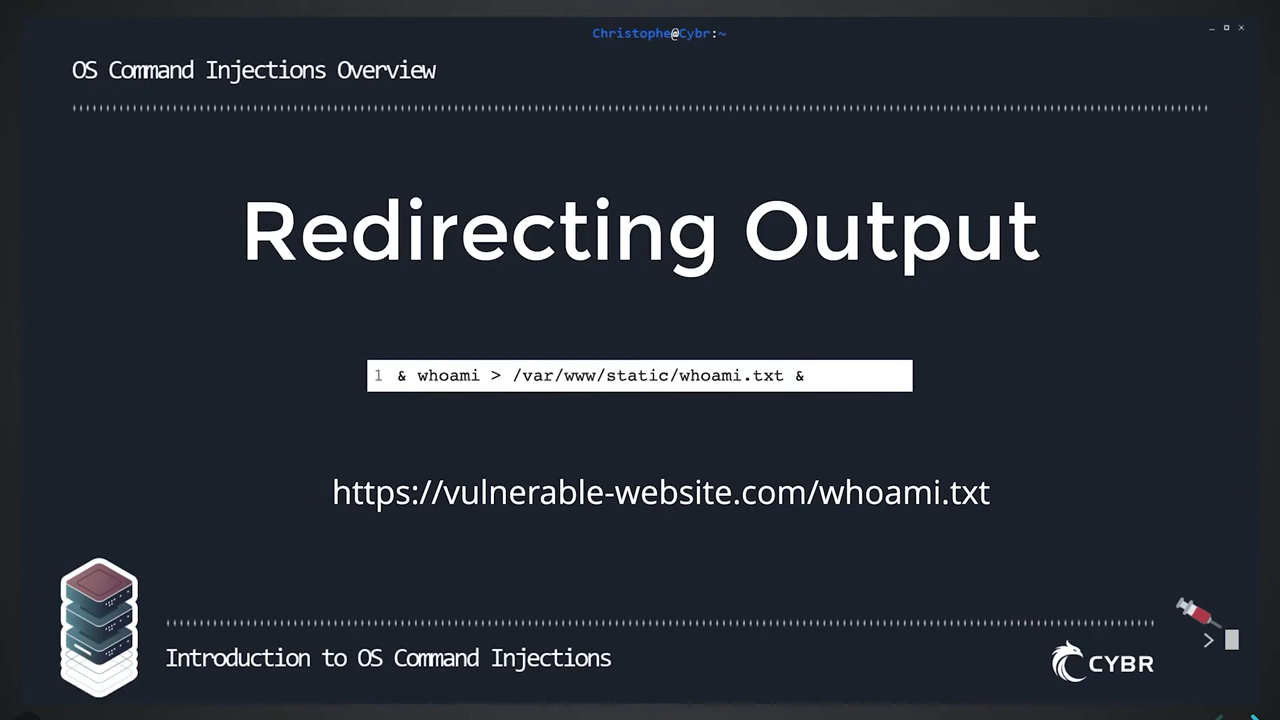 Christophe@Cybr:~
OS Command Injections Overview
Redirecting Output
1 & whoami > /var/www/static/whoami.txt &
https://vulnerable-website.com/whoami.txt
>
Introduction to OS Command Injections
CYBR